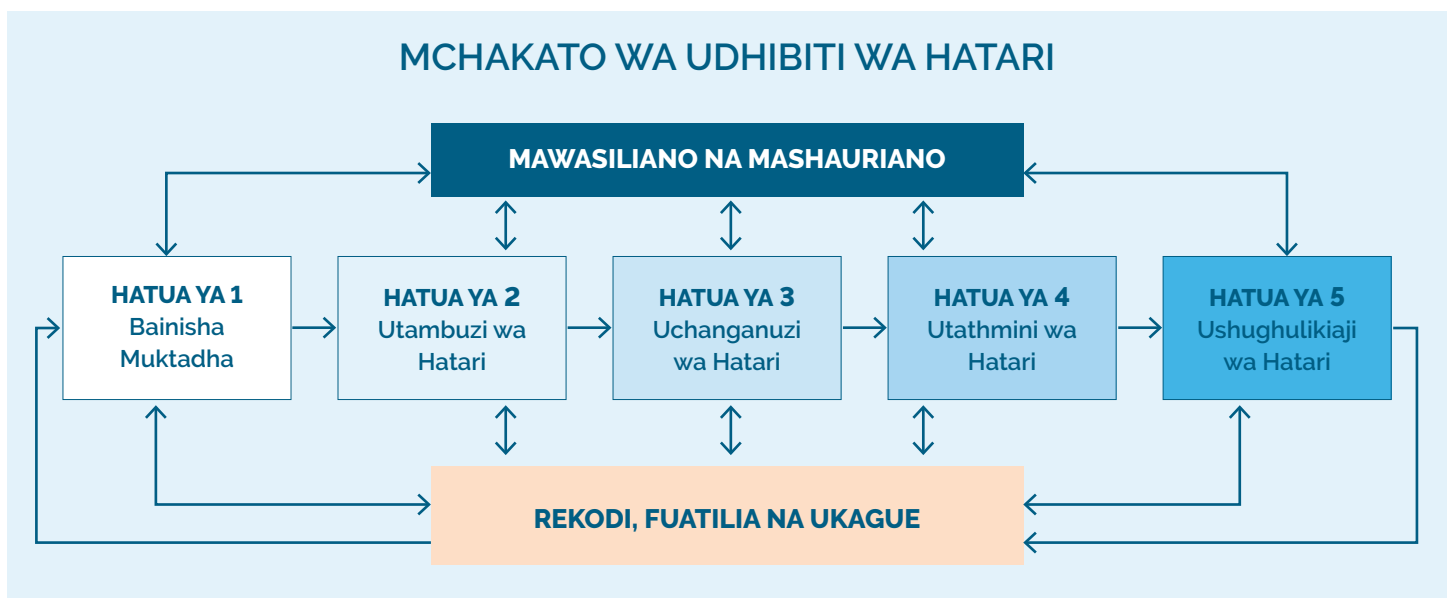 MCHAKATO WA UDHIBITI WA HATARI
MAWASILIANO NA MASHAURIANO
HATUA YA 1
Bainisha
Muktadha
HATUA YA 2
Utambuzi wa
Hatari
HATUA YA 3
Uchanganuzi
wa Hatari
HATUA YA 4
Utathmini wa
Hatari
HATUA YA 5
Ushughulikiaji
wa Hatari
REKODI, FUATILIA NA UKAGUE